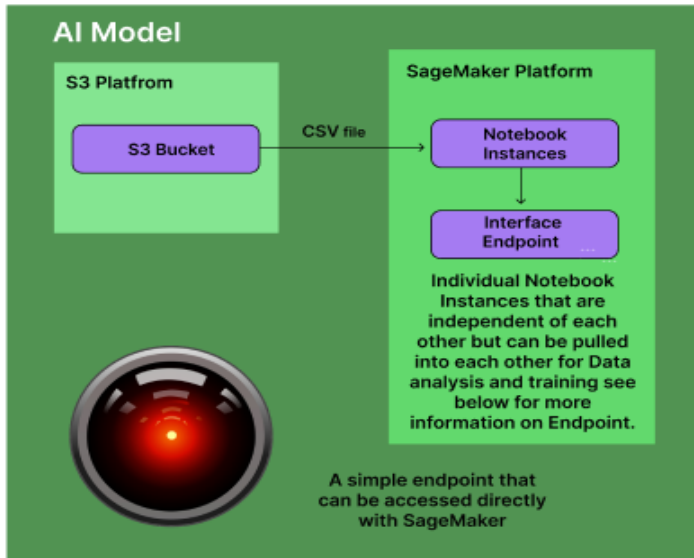 AI Model
S3 Platfrom
S3 Bucket
CSV file
SageMaker Platform
Notebook
Instances
Interface
Endpoint
Individual Notebook
Instances that are
independent of each
other but can be pulled
into each other for Data
analysis and training see
below for more
information on Endpoint.
A simple endpoint that
can be accessed directly
with SageMaker